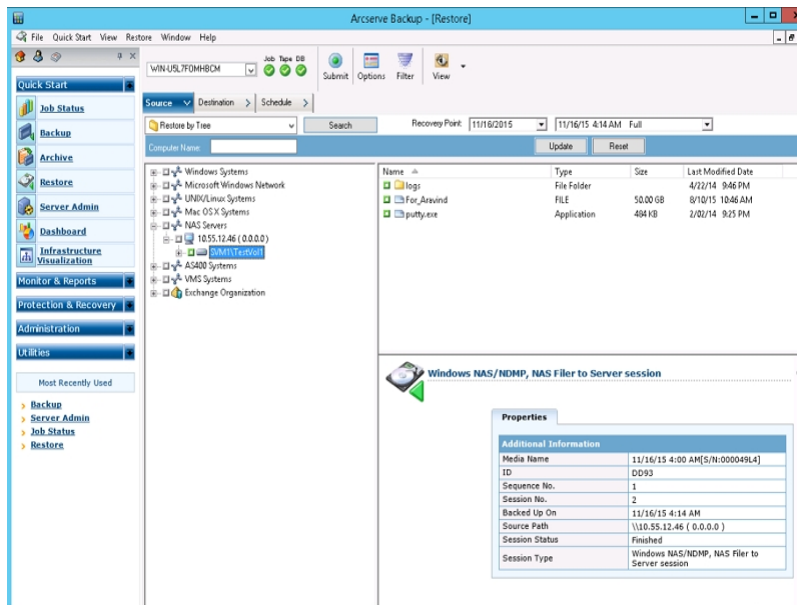 Arcserve Backup - [Restore]
File Quick Start View Restore Window Help
Quick Start
Job Status
Backup
Archive
Restore
Server Admin
Dashboard
Infrastructure
Visualization
Monitor & Reports
Protection & Recovery
Administration
Utilities
Most Recently Used
Backup
Server Admin
Job Status
Restore
WIN-U5L7F0MHBCM
Job Tape DB
Submit Options Filter View
Source Destination Schedule
Restore by Tree Search Recovery Point: 11/16/2015 11/16/15 4:14 AM Full
Computer Name: Update Reset
Windows Systems
Microsoft Windows Network
UNIX/Linux Systems
Mac OS X Systems
NAS Servers
10.55.12.46 ( 0.0.0.0 )
SVM1\TestVol1
AS400 Systems
VMS Systems
Exchange Organization
Name Type Size Last Modified Date
logs File Folder 4/22/14 9:46 PM
For_Aravind FILE 50.00 GB 8/10/15 10:46 AM
putty.exe Application 484 KB 2/02/14 9:25 PM
Windows NAS/NDMP, NAS Filer to Server session
Properties
Additional Information
Media Name 11/16/15 4:00 AM[S/N:000049L4]
ID DD93
Sequence No. 1
Session No. 2
Backed Up On 11/16/15 4:14 AM
Source Path \\10.55.12.46 ( 0.0.0.0 )
Session Status Finished
Session Type Windows NAS/NDMP, NAS Filer to
Server session